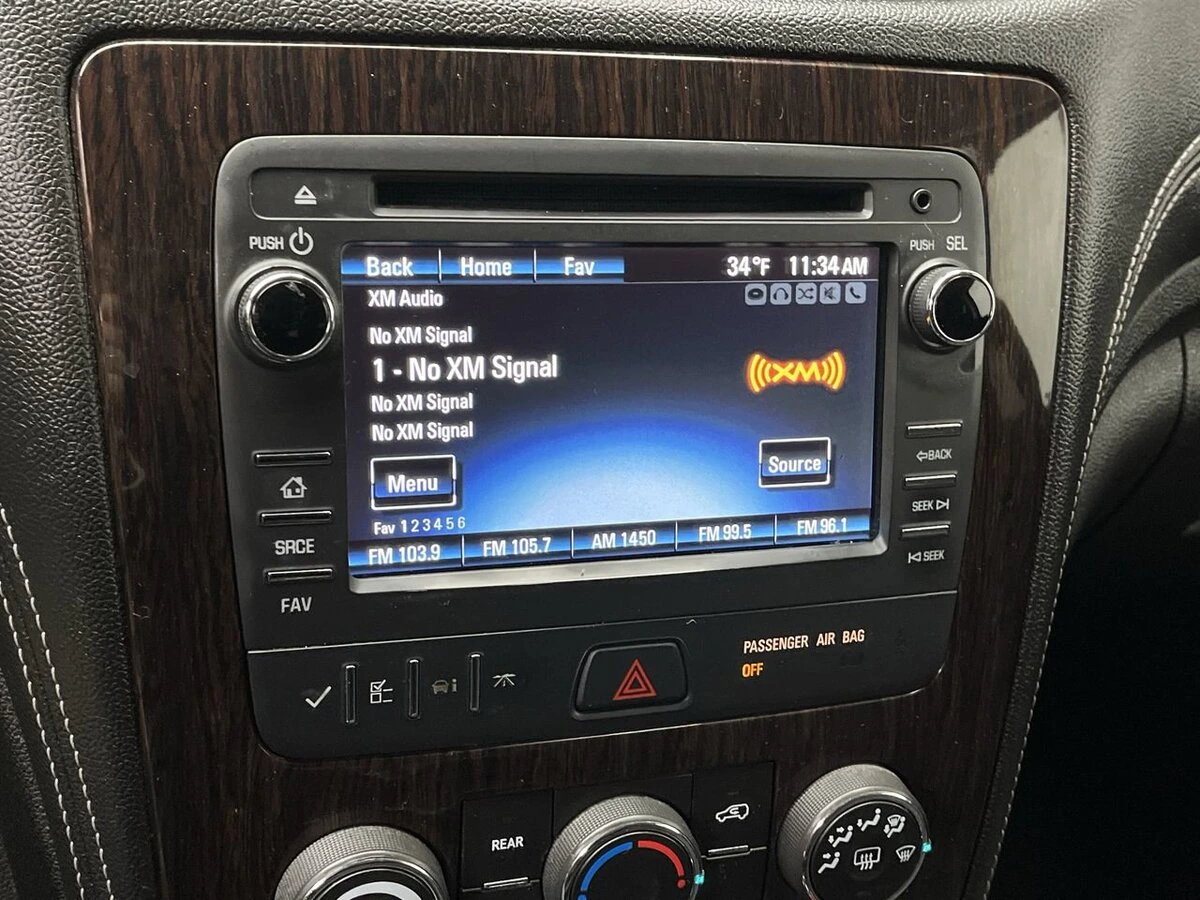 PUSH
PUSH SEL
Back Home Fav 34°F 11:34AM
XM Audio
No XM Signal
1 - No XM Signal
XM
No XM Signal
No XM Signal
Menu
Source
Fav 1 2 3 4 5 6
FM 103.9 FM 105.7 AM 1450 FM 99.5 FM 96.1
BACK
SEEK
SEEK
SRCE
FAV
PASSENGER AIR BAG
OFF
REAR